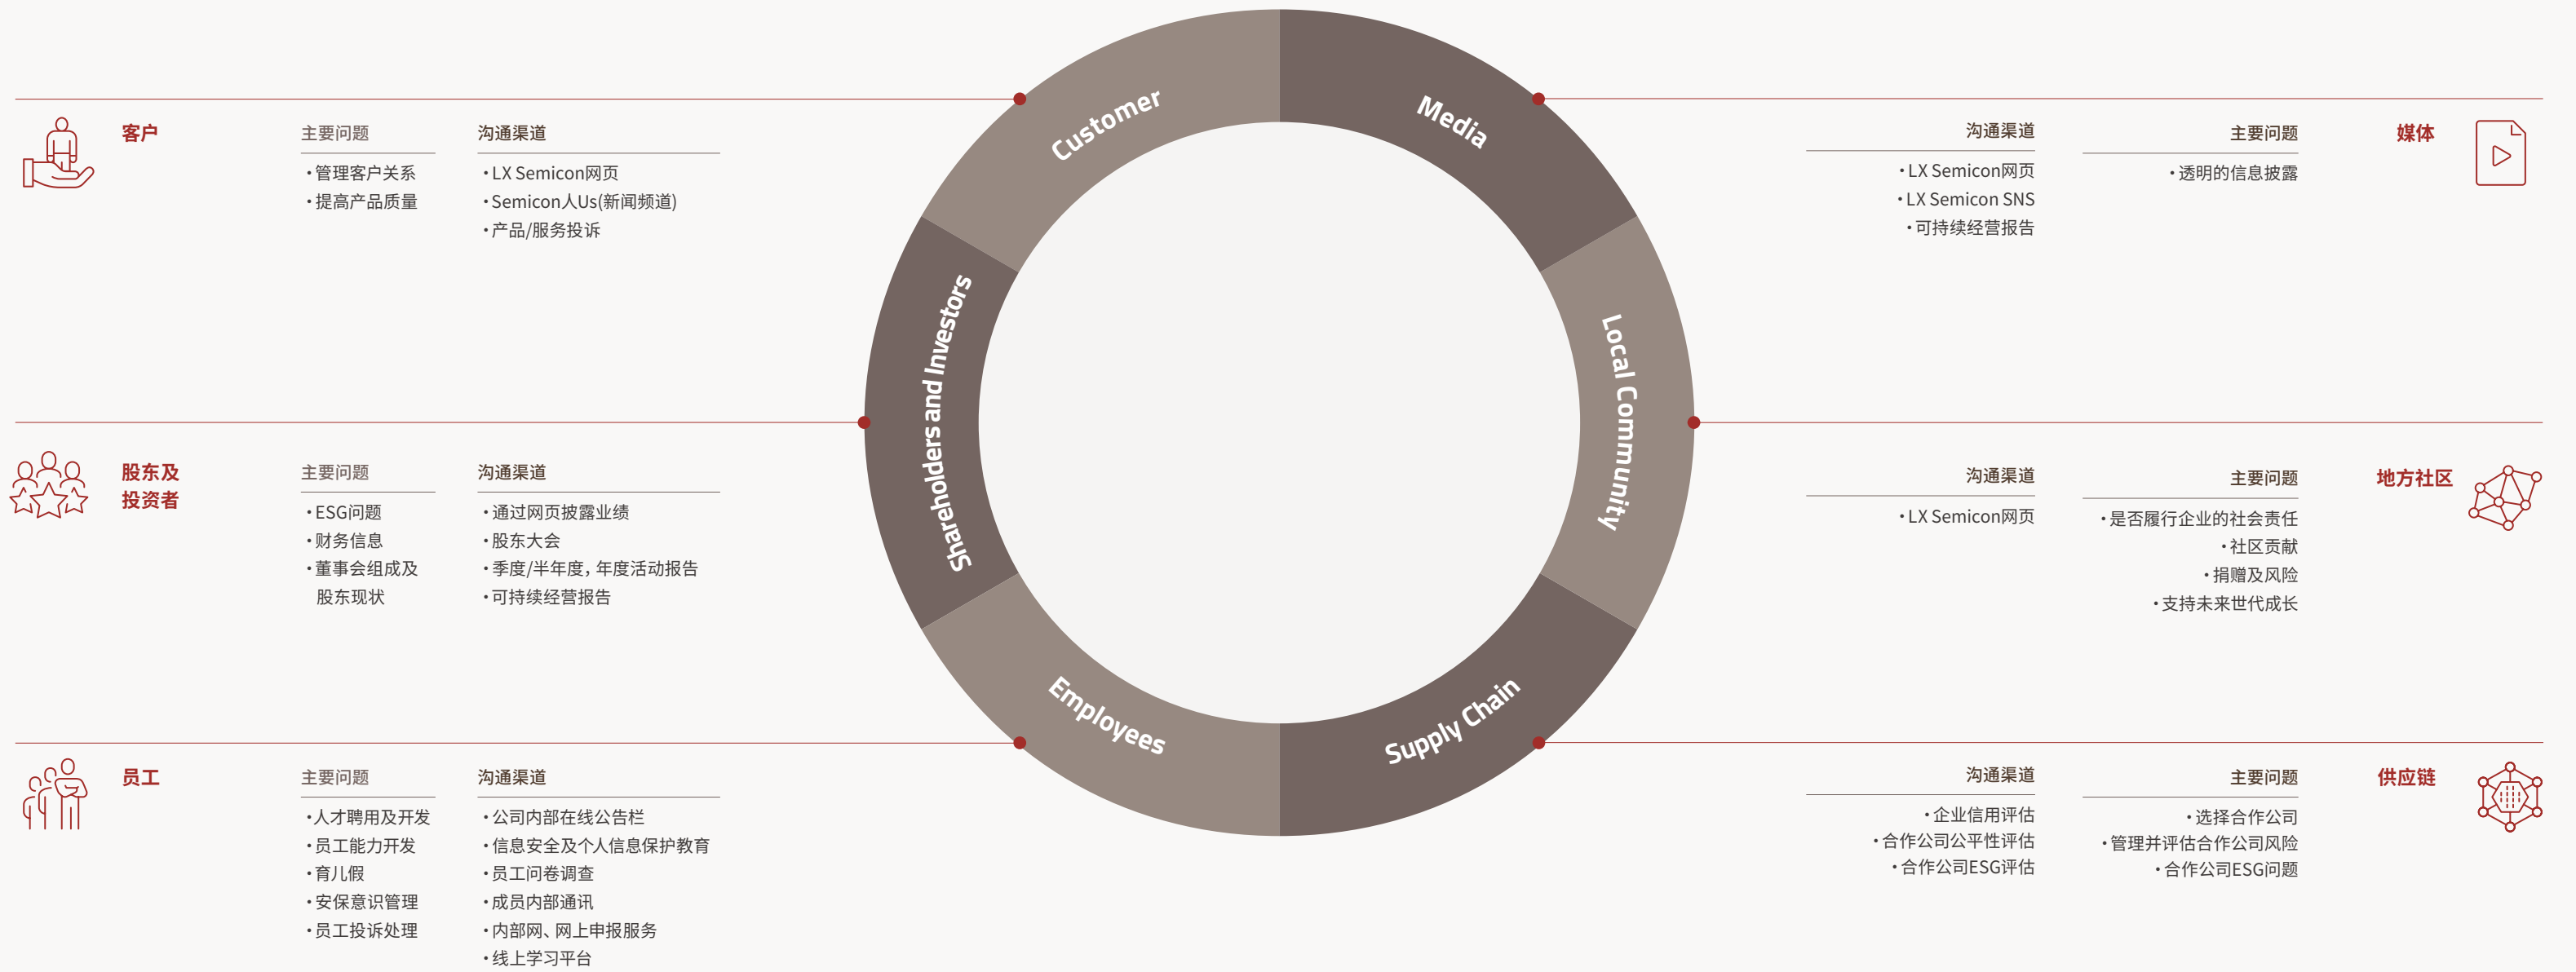 客户
主要问题
・管理客户关系
・提高产品质量
沟通渠道
・LX Semicon网页
・Semicon人Us(新闻频道)
・产品/服务投诉
股东及
投资者
主要问题
・ESG问题
・财务信息
・董事会组成及
股东现状
沟通渠道
・通过网页披露业绩
・股东大会
・季度/半年度, 年度活动报告
・可持续经营报告
员工
主要问题
・人才聘用及开发
・员工能力开发
・育儿假
・安保意识管理
・员工投诉处理
沟通渠道
・公司内部在线公告栏
・信息安全及个人信息保护教育
・员工问卷调查
・成员内部通讯
・内部网、网上申报服务
・线上学习平台
Customer
Media
Shareholders and Investors
Local Community
Employees
Supply Chain
沟通渠道
・LX Semicon网页
・LX Semicon SNS
・可持续经营报告
主要问题
・透明的信息披露
媒体
沟通渠道
・LX Semicon网页
主要问题
・是否履行企业的社会责任
・社区贡献
・捐赠及风险
・支持未来世代成长
地方社区
沟通渠道
・企业信用评估
・合作公司公平性评估
・合作公司ESG评估
主要问题
・选择合作公司
・管理并评估合作公司风险
・合作公司ESG问题
供应链